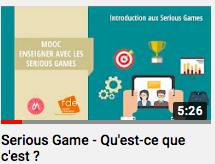 Introduction aux Serious Games
MOOC
ENSEIGNER AVEC LES
SERIOUS GAMES
rde
5:26
Serious Game - Qu'est-ce que
c'est ?